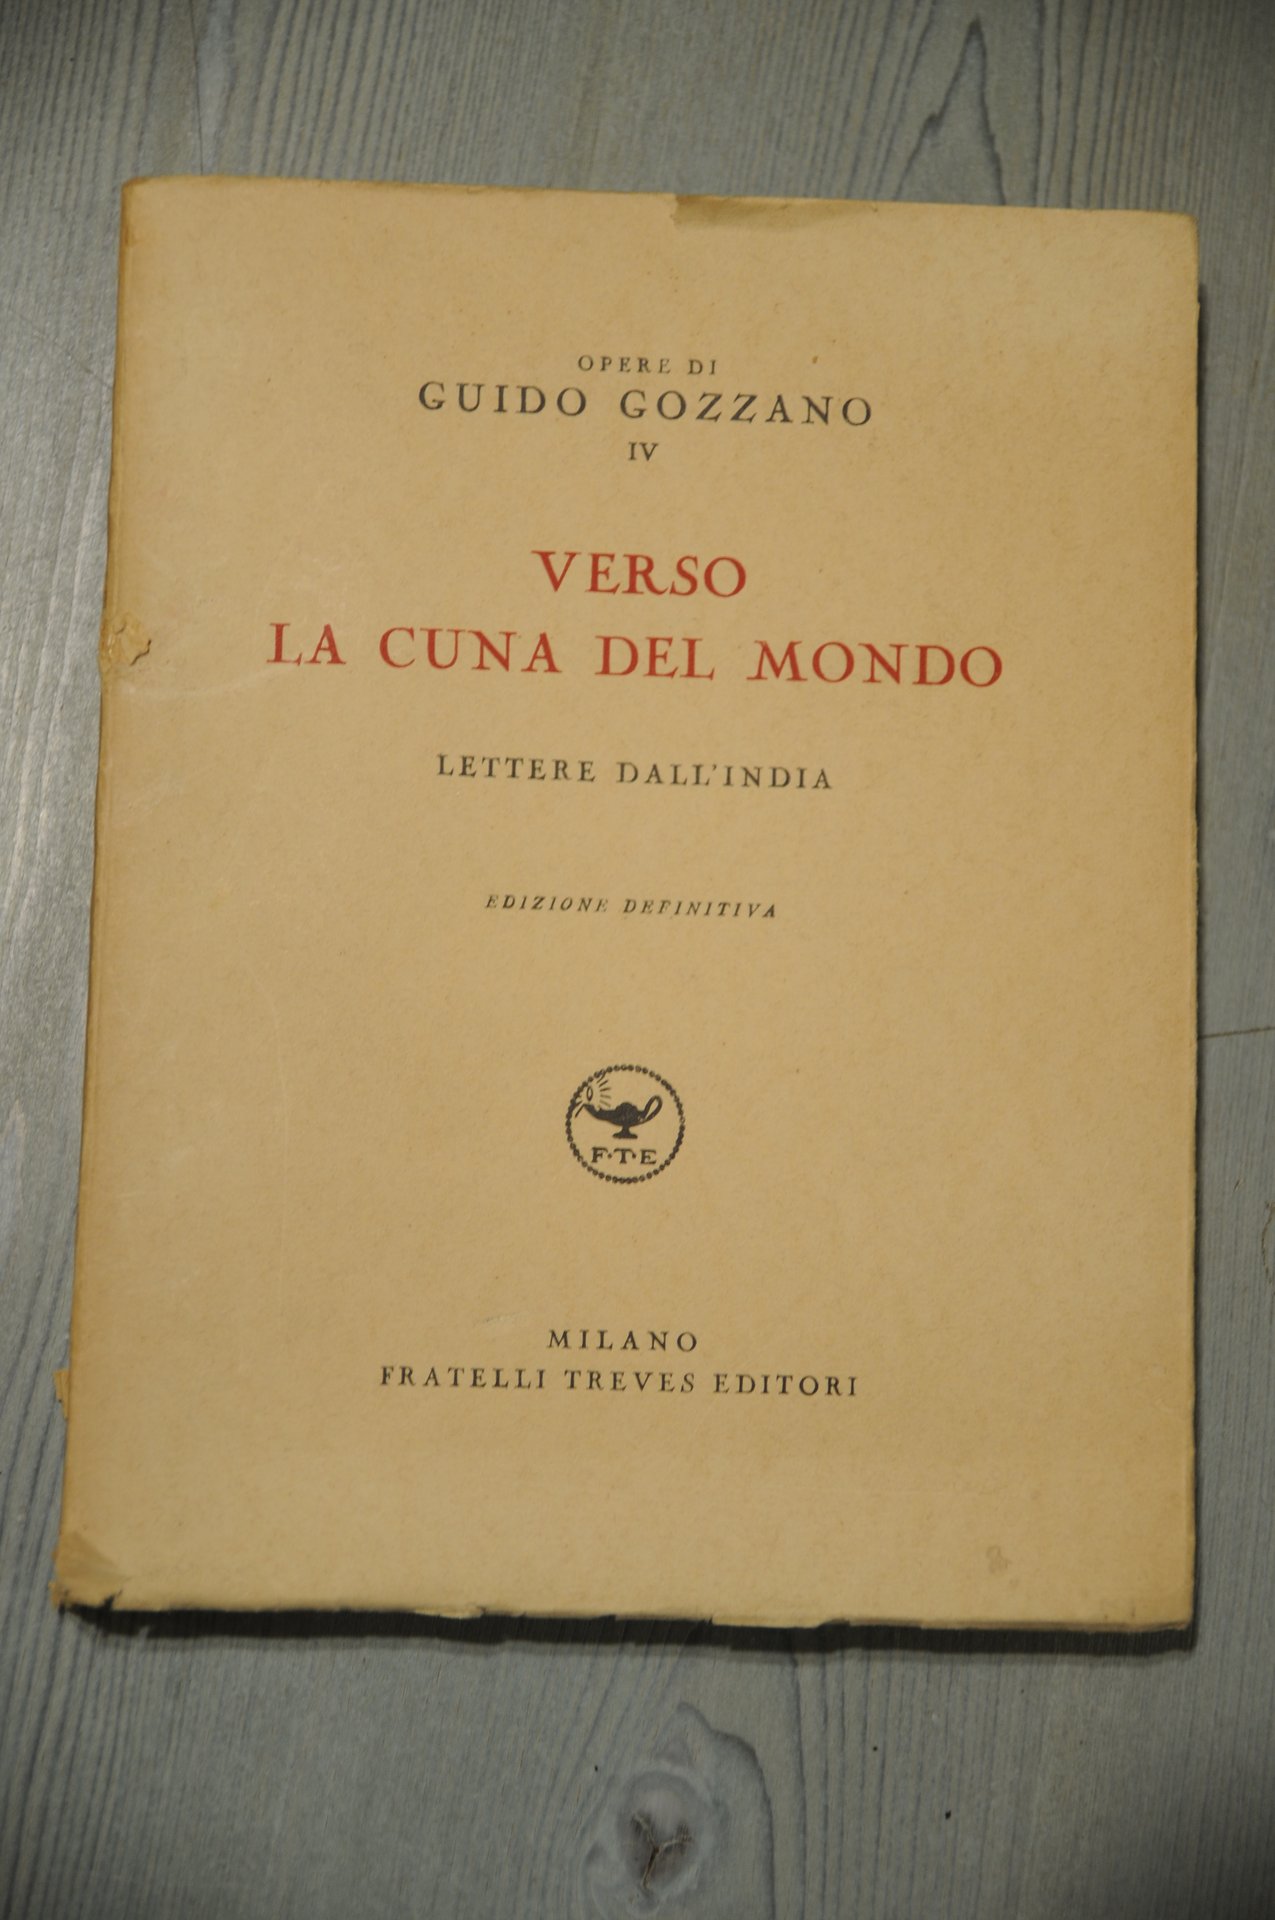 OPERE DI
GUIDO GOZZANO
IV
VERSO
LA CUNA DEL MONDO
LETTERE DALL'INDIA
EDIZIONE DEFINITIVA
F·T·E
MILANO
FRATELLI TREVES EDITORI